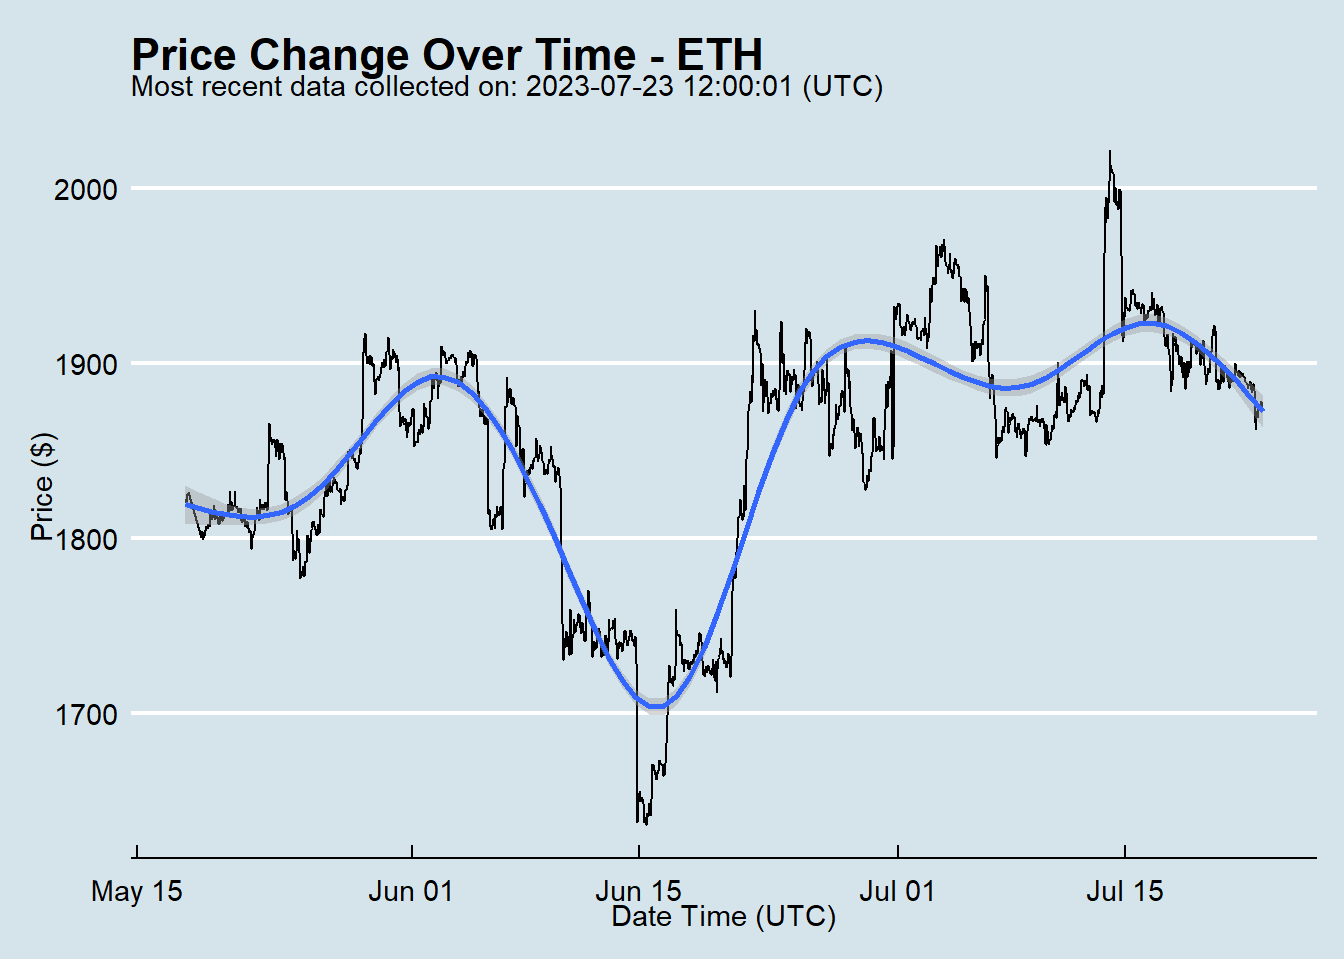 Price Change Over Time - ETH
Most recent data collected on: 2023-07-23 12:00:01 (UTC)
Price ($)
2000
1900
1800
1700
May 15 Jun 01 Jun 15 Jul 01 Jul 15
Date Time (UTC)